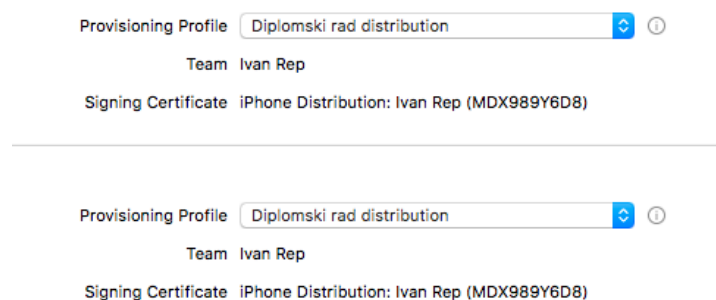 Provisioning Profile Diplomski rad distribution
Team Ivan Rep
Signing Certificate iPhone Distribution: Ivan Rep (MDX989Y6D8)
Provisioning Profile Diplomski rad distribution
Team Ivan Rep
Signing Certificate iPhone Distribution: Ivan Rep (MDX989Y6D8)